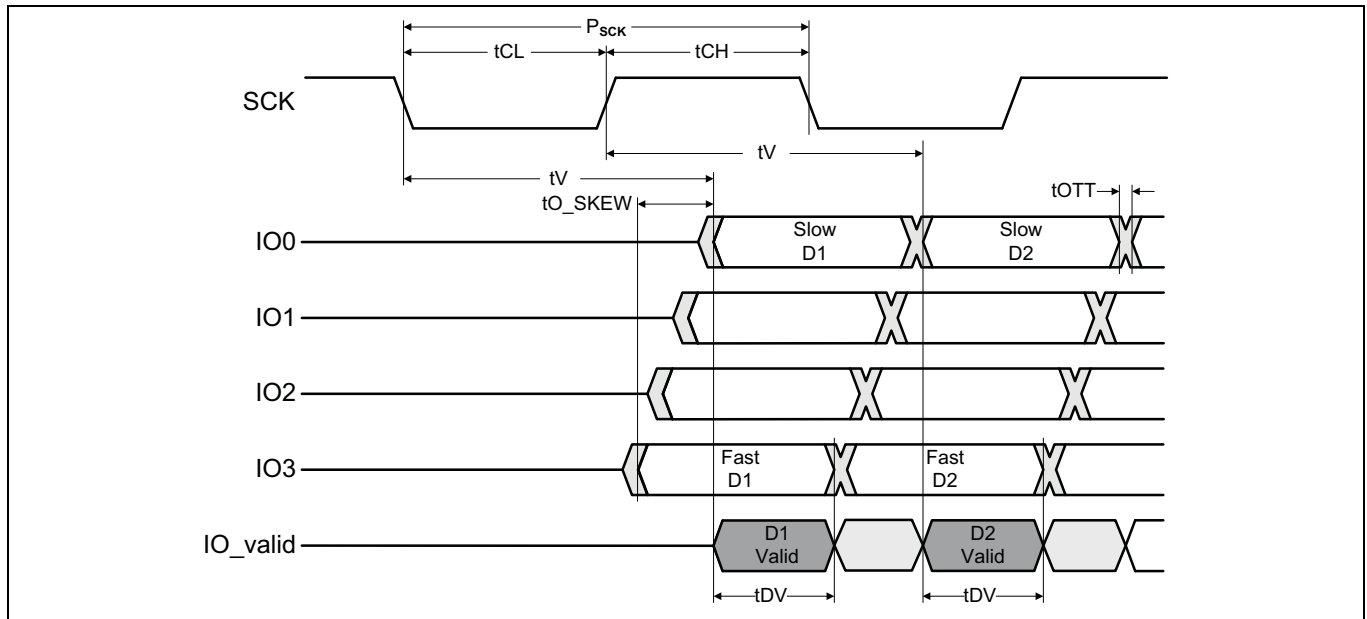 PSCK
tCL
tCH
SCK
tV
tV
tO_SKEW
tOTT
IO0
Slow
D1
Slow
D2
IO1
IO2
IO3
Fast
D1
Fast
D2
IO_valid
D1
Valid
D2
Valid
tDV
tDV